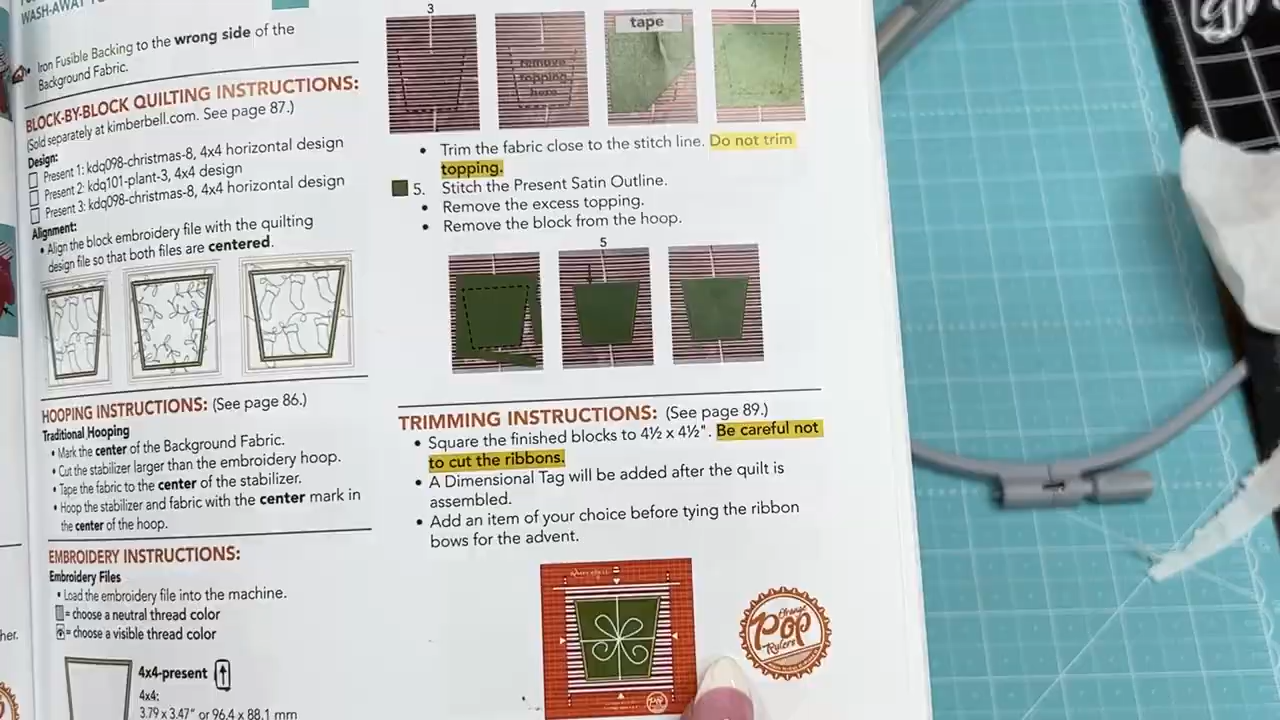 WASH-AWAY
Iron Fusible Backing to the wrong side of the
Background Fabric.
BLOCK-BY-BLOCK QUILTING INSTRUCTIONS:
(Sold separately at kimberbell.com. See page 87.)
Design:
Present 1: kdq098-christmas-8, 4x4 horizontal design
Present 2: kdq101-plant-3, 4x4 design
Present 3: kdq098-christmas-8, 4x4 horizontal design
Alignment:
• Align the block embroidery file with the quilting
design file so that both files are centered.
HOOPING INSTRUCTIONS: (See page 86.)
Traditional Hooping
• Mark the center of the Background Fabric.
• Cut the stabilizer larger than the embroidery hoop.
• Tape the fabric to the center of the stabilizer.
• Hoop the stabilizer and fabric with the center mark in
the center of the hoop.
EMBROIDERY INSTRUCTIONS:
Embroidery Files
• Load the embroidery file into the machine.
= choose a neutral thread color
= choose a visible thread color
4x4-present
4x4:
3.79 x 3.47" or 96.4 x 88.1 mm
her.
3
4
remove
topping
here
tape
• Trim the fabric close to the stitch line. Do not trim
topping.
5. Stitch the Present Satin Outline.
• Remove the excess topping.
• Remove the block from the hoop.
5
TRIMMING INSTRUCTIONS: (See page 89.)
• Square the finished blocks to 4½ x 4½". Be careful not
to cut the ribbons.
• A Dimensional Tag will be added after the quilt is
assembled.
• Add an item of your choice before tying the ribbon
bows for the advent.
Orange
POP
Rulers
POP